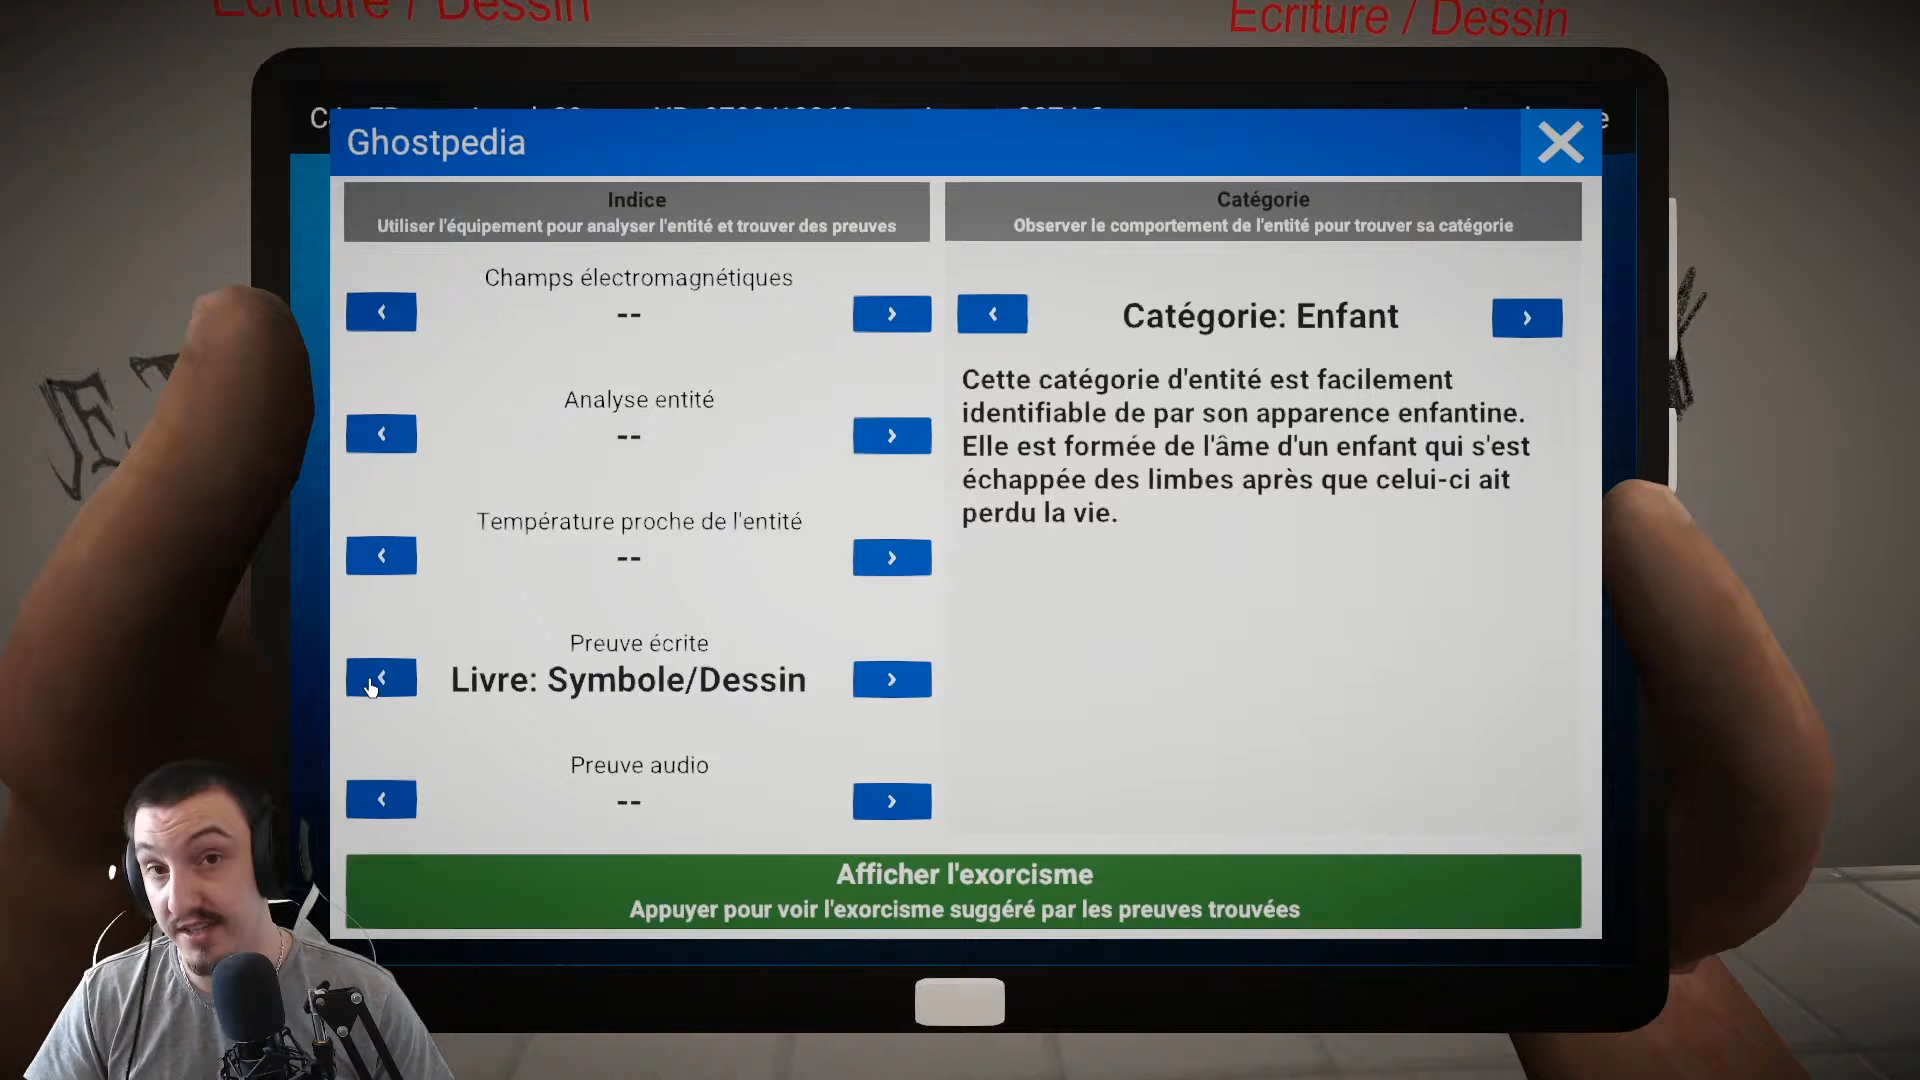 Ecriture / Dessin
Ecriture / Dessin
Ghostpedia
Indice
Utiliser l'équipement pour analyser l'entité et trouver des preuves
Catégorie
Observer le comportement de l'entité pour trouver sa catégorie
Champs électromagnétiques
--
Catégorie: Enfant
Cette catégorie d'entité est facilement
identifiable de par son apparence enfantine.
Elle est formée de l'âme d'un enfant qui s'est
échappée des limbes après que celui-ci ait
perdu la vie.
Analyse entité
--
Température proche de l'entité
--
Preuve écrite
Livre: Symbole/Dessin
Preuve audio
--
Afficher l'exorcisme
Appuyer pour voir l'exorcisme suggéré par les preuves trouvées